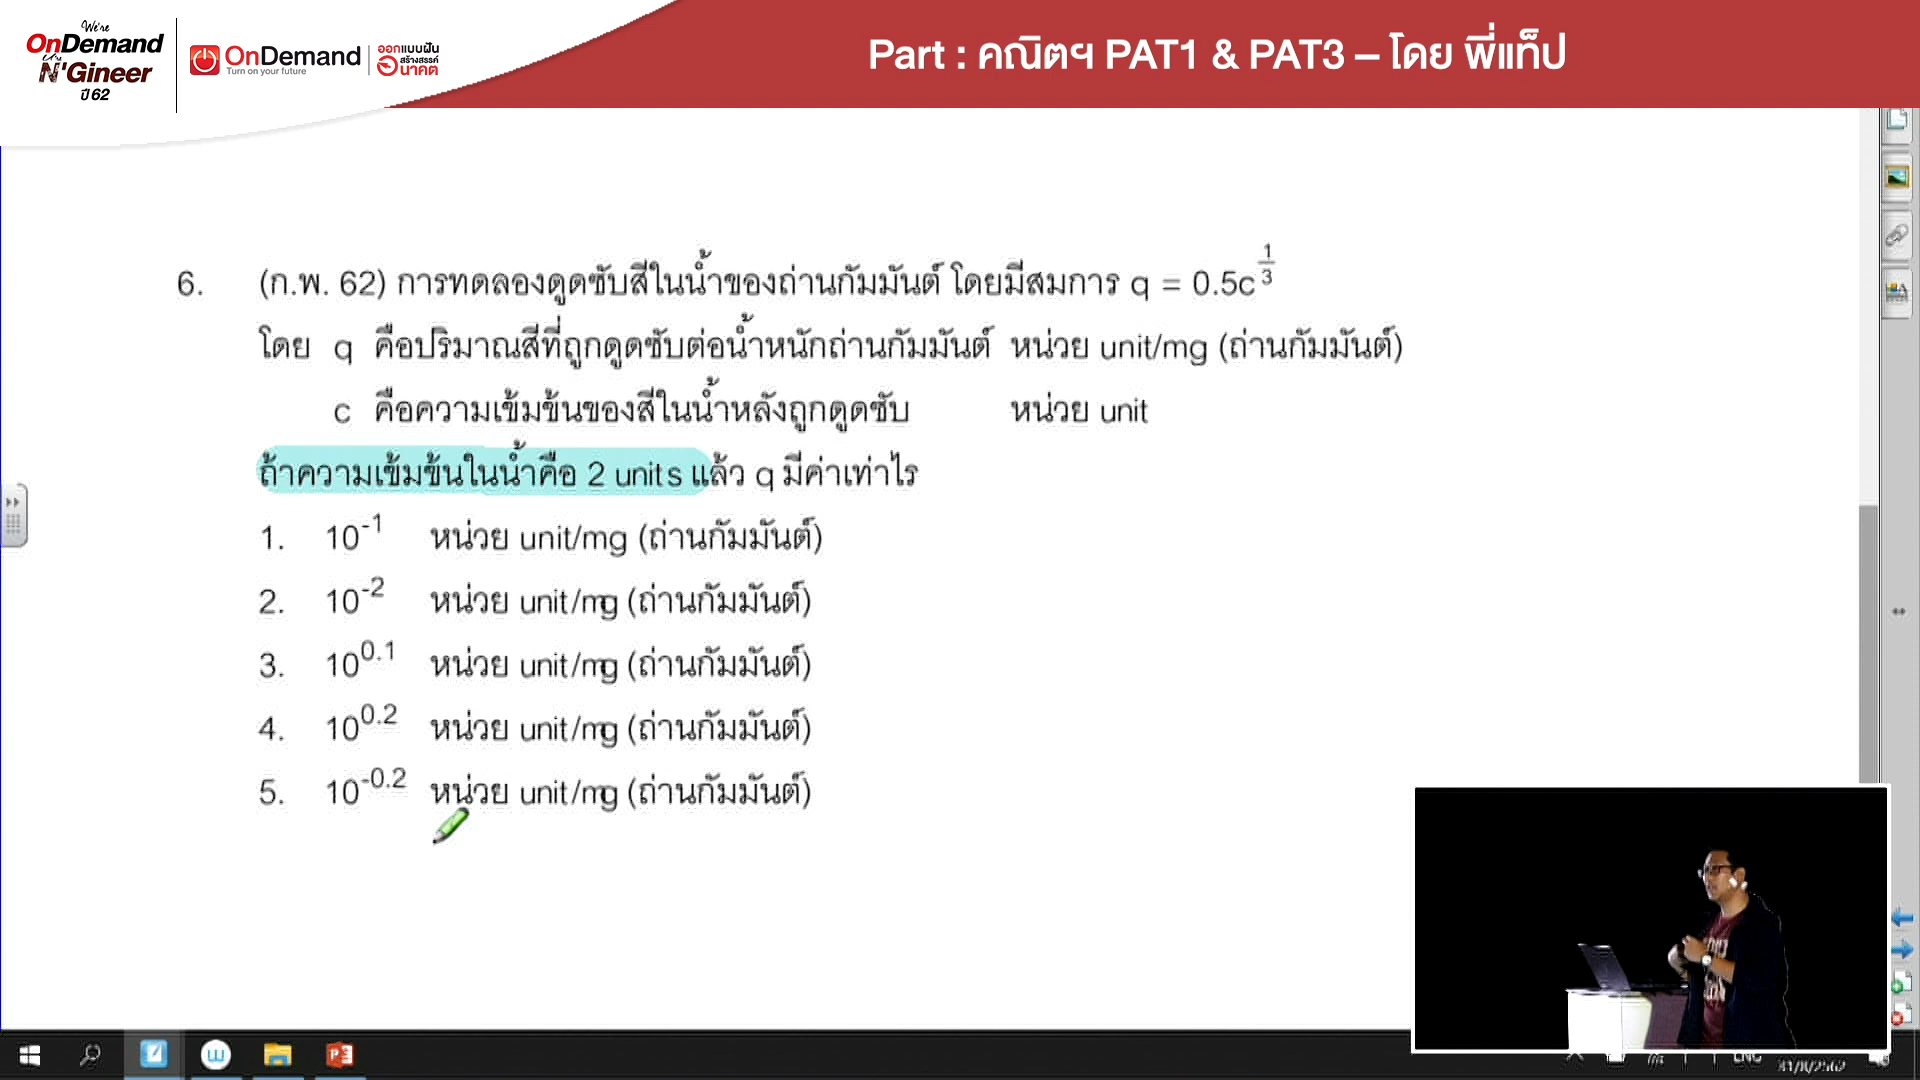 We're
OnDemand
Um
N'Gineer
ปี 62
OnDemand
Turn on your future
ออกแบบฝัน
สร้างสรรค์
อนาคต
Part : คณิตฯ PAT1 & PAT3 – โดย พี่แท็ป
6. (ก.พ. 62) การทดลองดูดซับสีในน้ำของถ่านกัมมันต์ โดยมีสมการ q = 0.5c^{1/3}
โดย q คือปริมาณสีที่ถูกดูดซับต่อน้ำหนักถ่านกัมมันต์ หน่วย unit/mg (ถ่านกัมมันต์)
c คือความเข้มข้นของสีในน้ำหลังถูกดูดซับ หน่วย unit
ถ้าความเข้มข้นในน้ำคือ 2 units แล้ว q มีค่าเท่าไร
1. 10^{-1} หน่วย unit/mg (ถ่านกัมมันต์)
2. 10^{-2} หน่วย unit/mg (ถ่านกัมมันต์)
3. 10^{0.1} หน่วย unit/mg (ถ่านกัมมันต์)
4. 10^{0.2} หน่วย unit/mg (ถ่านกัมมันต์)
5. 10^{-0.2} หน่วย unit/mg (ถ่านกัมมันต์)
ENG
31/8/2562